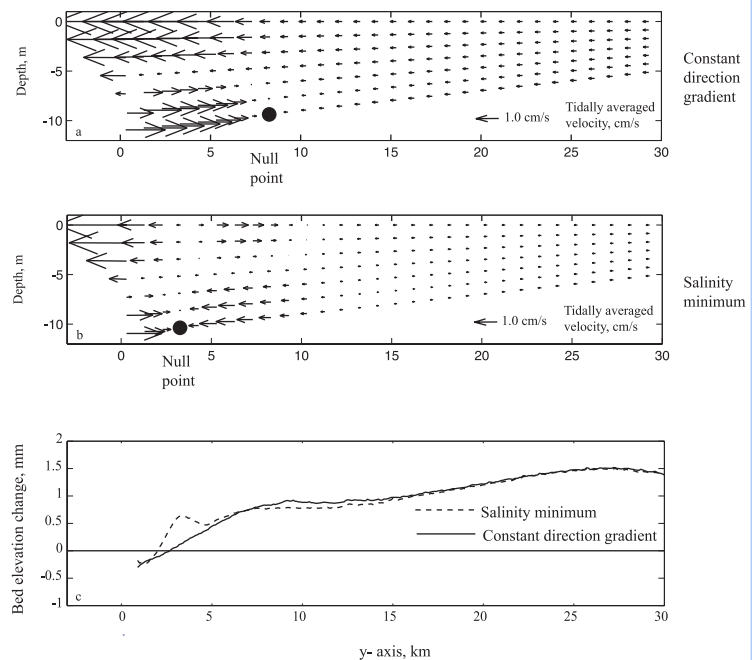 Depth, m
0
-5
-10
a
1.0 cm/s
Tidally averaged
velocity, cm/s
0 5 10 15 20 25 30
Null
point
Constant
direction
gradient
Depth, m
0
-5
-10
b
1.0 cm/s
Tidally averaged
velocity, cm/s
0 5 10 15 20 25 30
Null
point
Salinity
minimum
Bed elevation change, mm
2
1.5
1
0.5
0
-0.5
-1
c
Salinity minimum
Constant direction gradient
0 5 10 15 20 25 30
y- axis, km